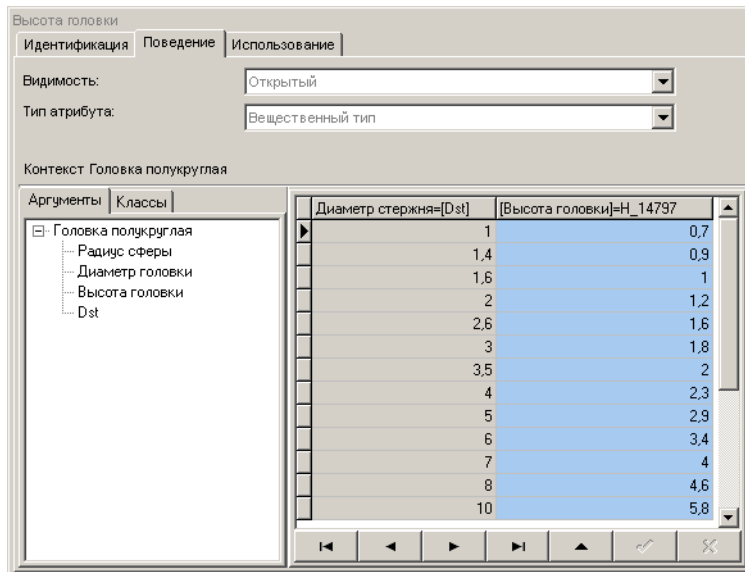 Высота головки
Идентификация Поведение Использование
Видимость: Открытый
Тип атрибута: Вещественный тип
Контекст Головка полукруглая
Аргументы Классы
Головка полукруглая
Радиус сферы
Диаметр головки
Высота головки
Dst
Диаметр стержня=[Dst] [Высота головки]=H_14797
1 0,7
1,4 0,9
1,6 1
2 1,2
2,6 1,6
3 1,8
3,5 2
4 2,3
5 2,9
6 3,4
7 4
8 4,6
10 5,8